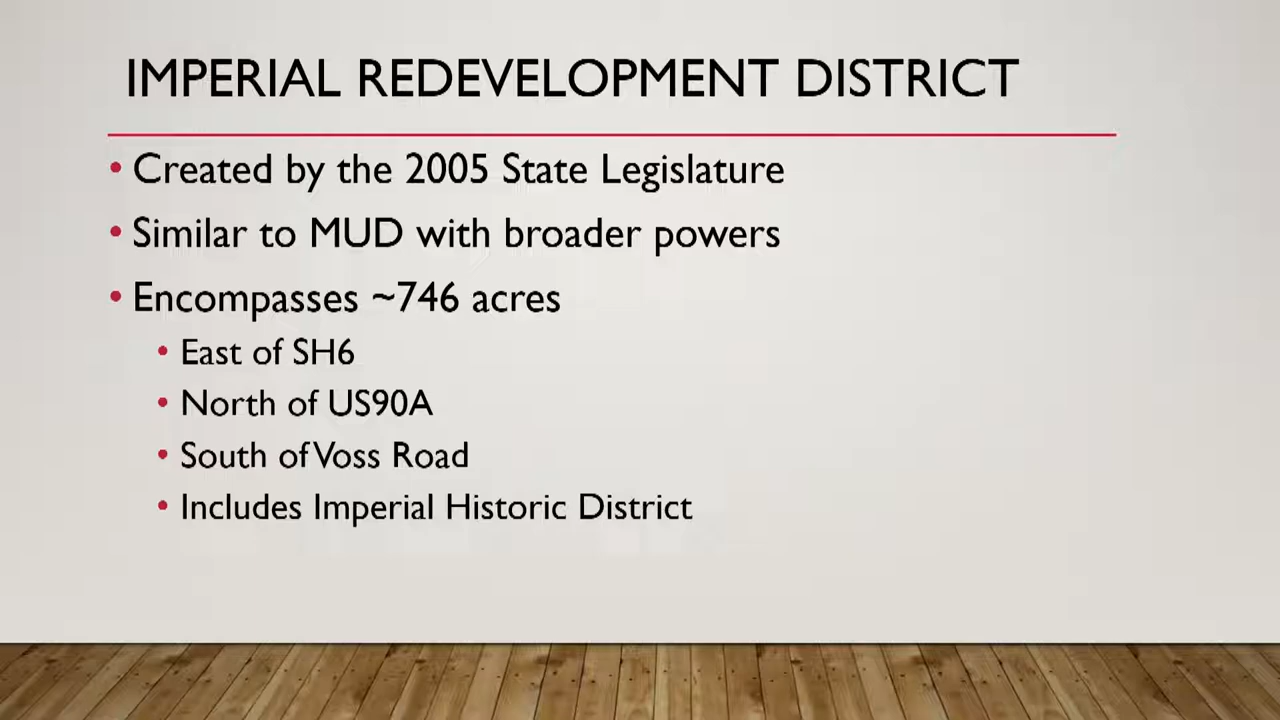 IMPERIAL REDEVELOPMENT DISTRICT
• Created by the 2005 State Legislature
• Similar to MUD with broader powers
• Encompasses ~746 acres
• East of SH6
• North of US90A
• South of Voss Road
• Includes Imperial Historic District